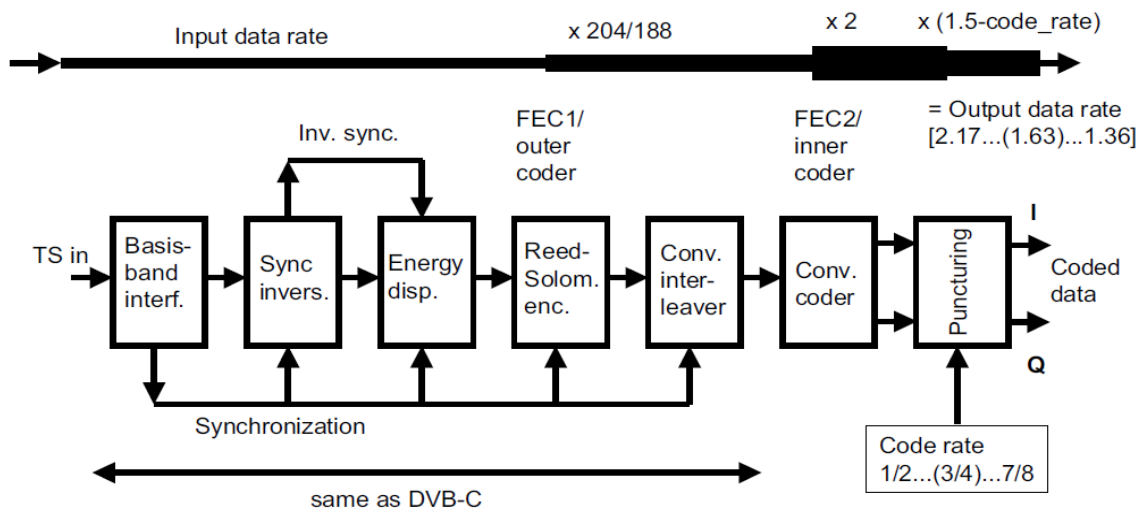 Input data rate
x 204/188
x 2
x (1.5-code_rate)
= Output data rate
[2.17...(1.63)...1.36]
Inv. sync.
FEC1/
outer
coder
FEC2/
inner
coder
TS in
Basis-
band
interf.
Sync
invers.
Energy
disp.
Reed-
Solom.
enc.
Conv.
inter-
leaver
Conv.
coder
Puncturing
I
Coded
data
Q
Synchronization
Code rate
1/2...(3/4)...7/8
same as DVB-C